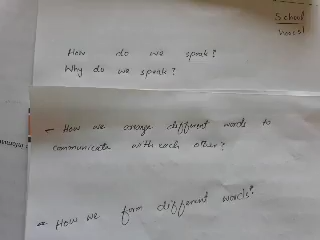 School
How do we speak?
Why do we speak?
- How we arrange different words to
communicate with each other?
- How we form different words?